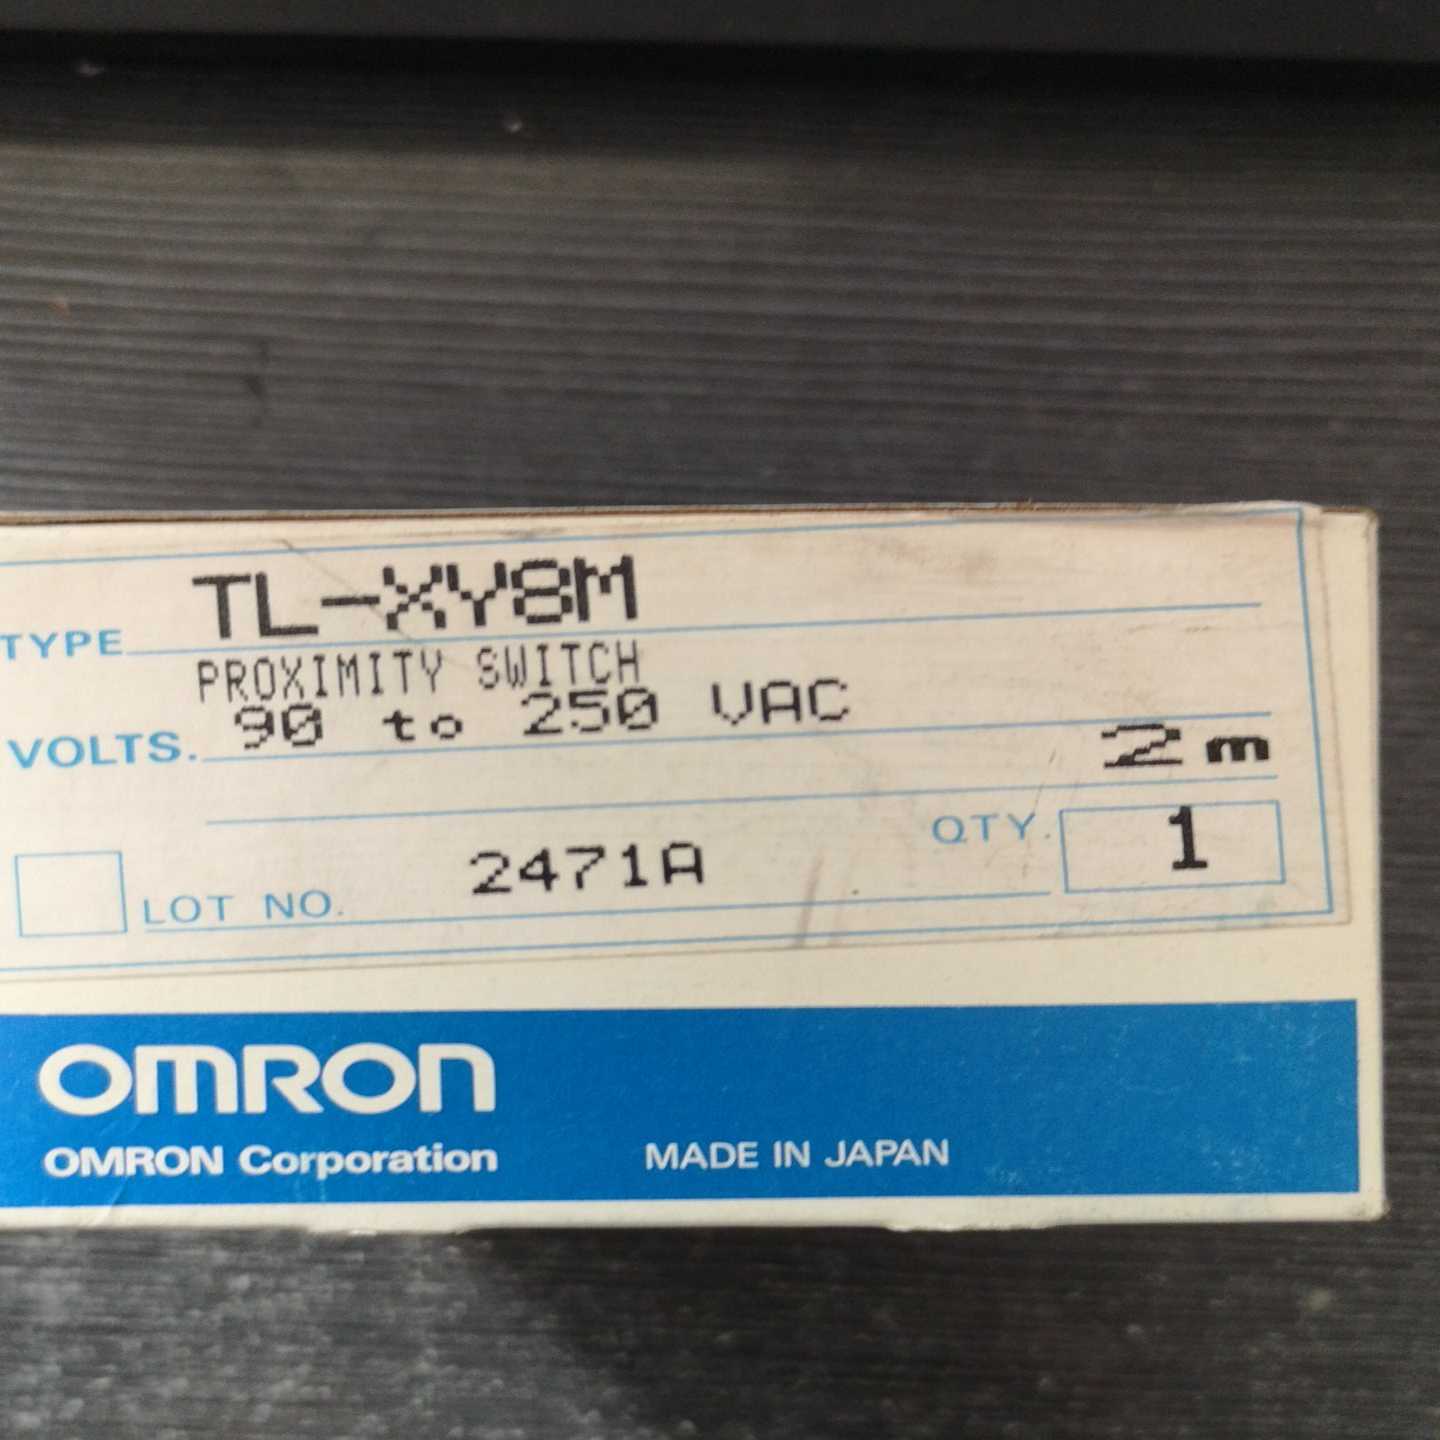 TYPE TL-XY8M
PROXIMITY SWITCH
VOLTS. 90 to 250 VAC
2m
QTY. 1
LOT NO. 2471A
OMRON
OMRON Corporation MADE IN JAPAN